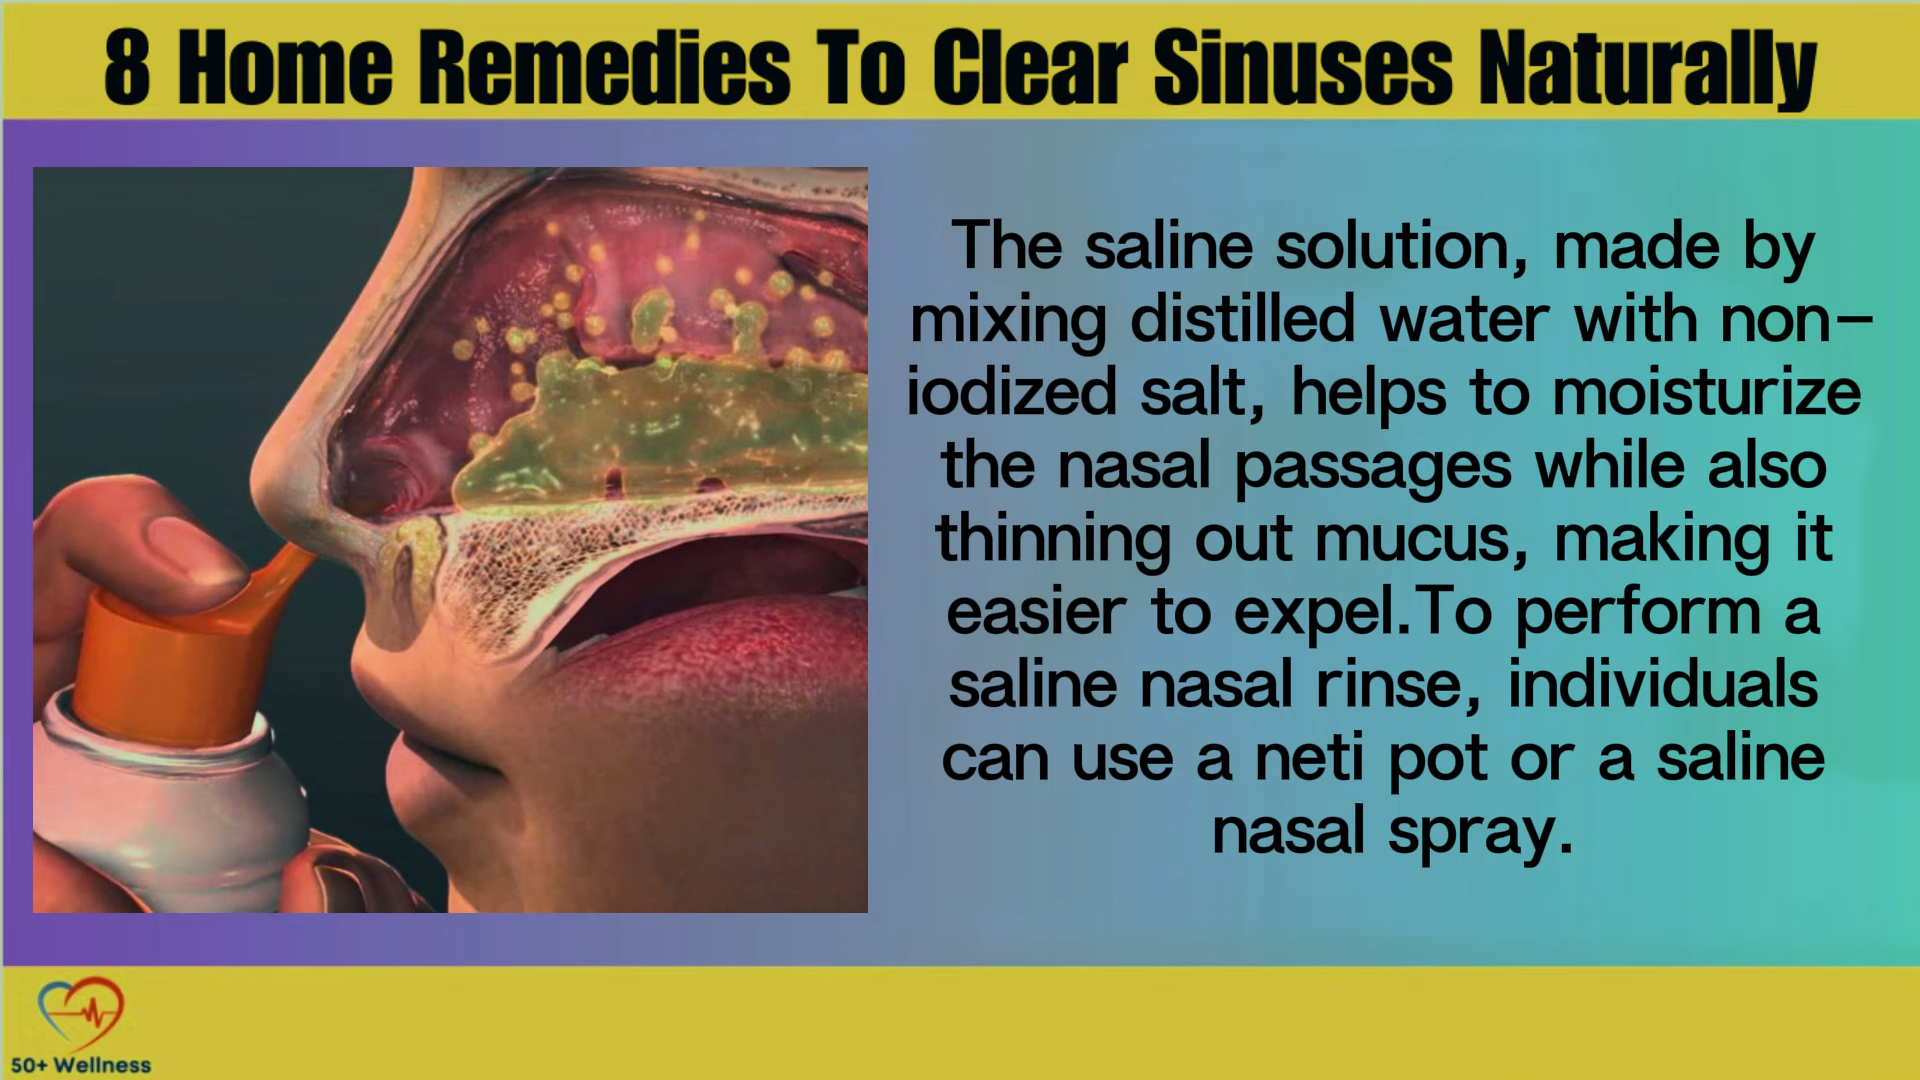 8 Home Remedies To Clear Sinuses Naturally
The saline solution, made by
mixing distilled water with non-
iodized salt, helps to moisturize
the nasal passages while also
thinning out mucus, making it
easier to expel.To perform a
saline nasal rinse, individuals
can use a neti pot or a saline
nasal spray.
50+ Wellness